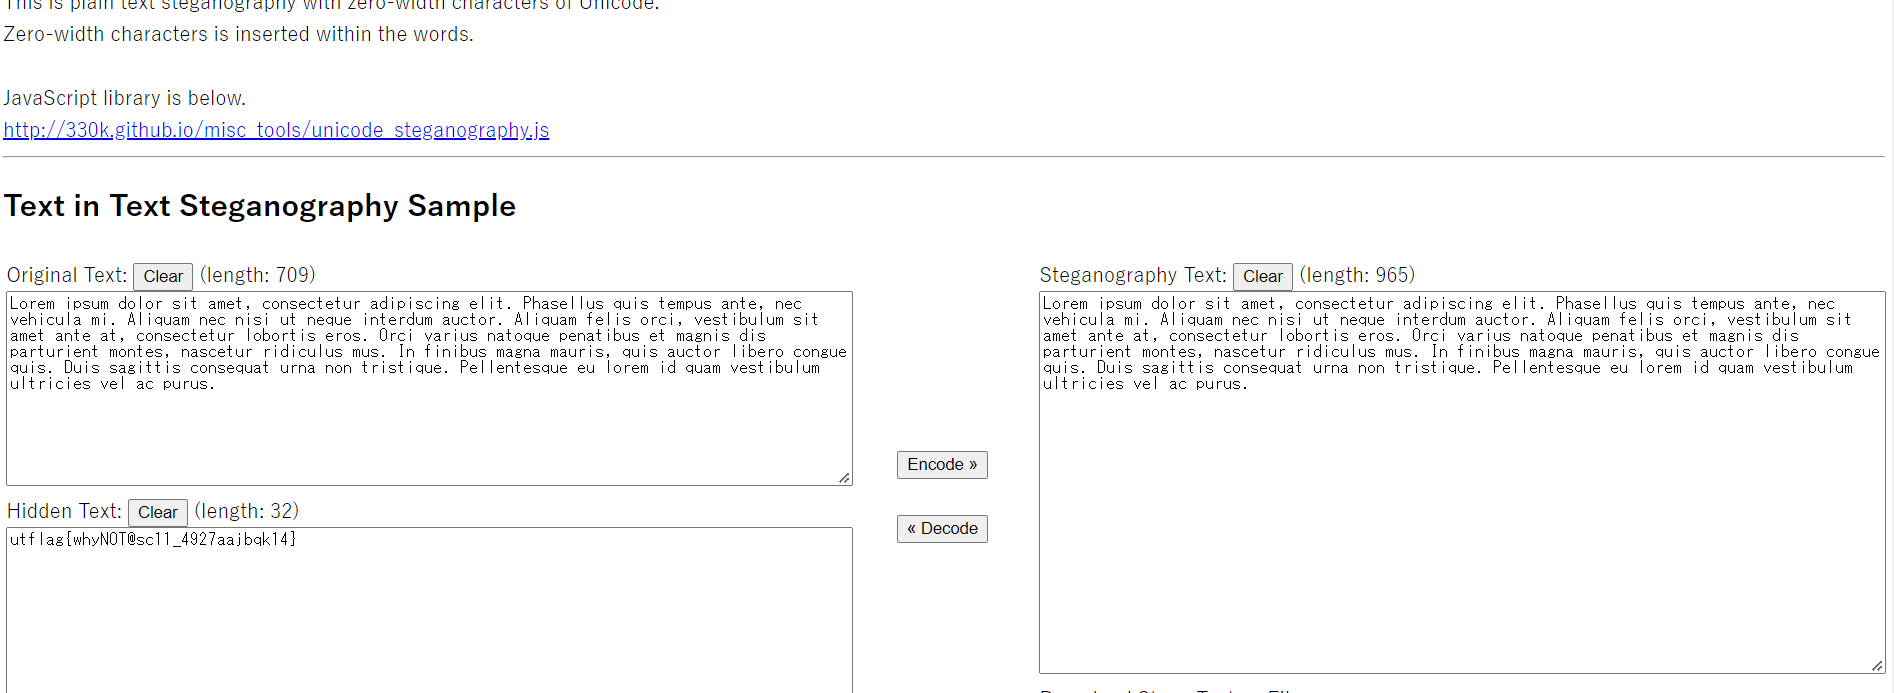 This is plain text steganography with zero-width characters of Unicode.
Zero-width characters is inserted within the words.
JavaScript library is below.
http://330k.github.io/misc_tools/unicode_steganography.js
Text in Text Steganography Sample
Original Text: Clear (length: 709)
Lorem ipsum dolor sit amet, consectetur adipiscing elit. Phasellus quis tempus ante, nec
vehicula mi. Aliquam nec nisi ut neque interdum auctor. Aliquam felis orci, vestibulum sit
amet ante at, consectetur lobortis eros. Orci varius natoque penatibus et magnis dis
parturient montes, nascetur ridiculus mus. In finibus magna mauris, quis auctor libero congue
quis. Duis sagittis consequat urna non tristique. Pellentesque eu lorem id quam vestibulum
ultricies vel ac purus.
Hidden Text: Clear (length: 32)
utflag{whyNOT@sc11_4927aajbqk14}
Encode »
« Decode
Steganography Text: Clear (length: 965)
Lorem ipsum dolor sit amet, consectetur adipiscing elit. Phasellus quis tempus ante, nec
vehicula mi. Aliquam nec nisi ut neque interdum auctor. Aliquam felis orci, vestibulum sit
amet ante at, consectetur lobortis eros. Orci varius natoque penatibus et magnis dis
parturient montes, nascetur ridiculus mus. In finibus magna mauris, quis auctor libero congue
quis. Duis sagittis consequat urna non tristique. Pellentesque eu lorem id quam vestibulum
ultricies vel ac purus.